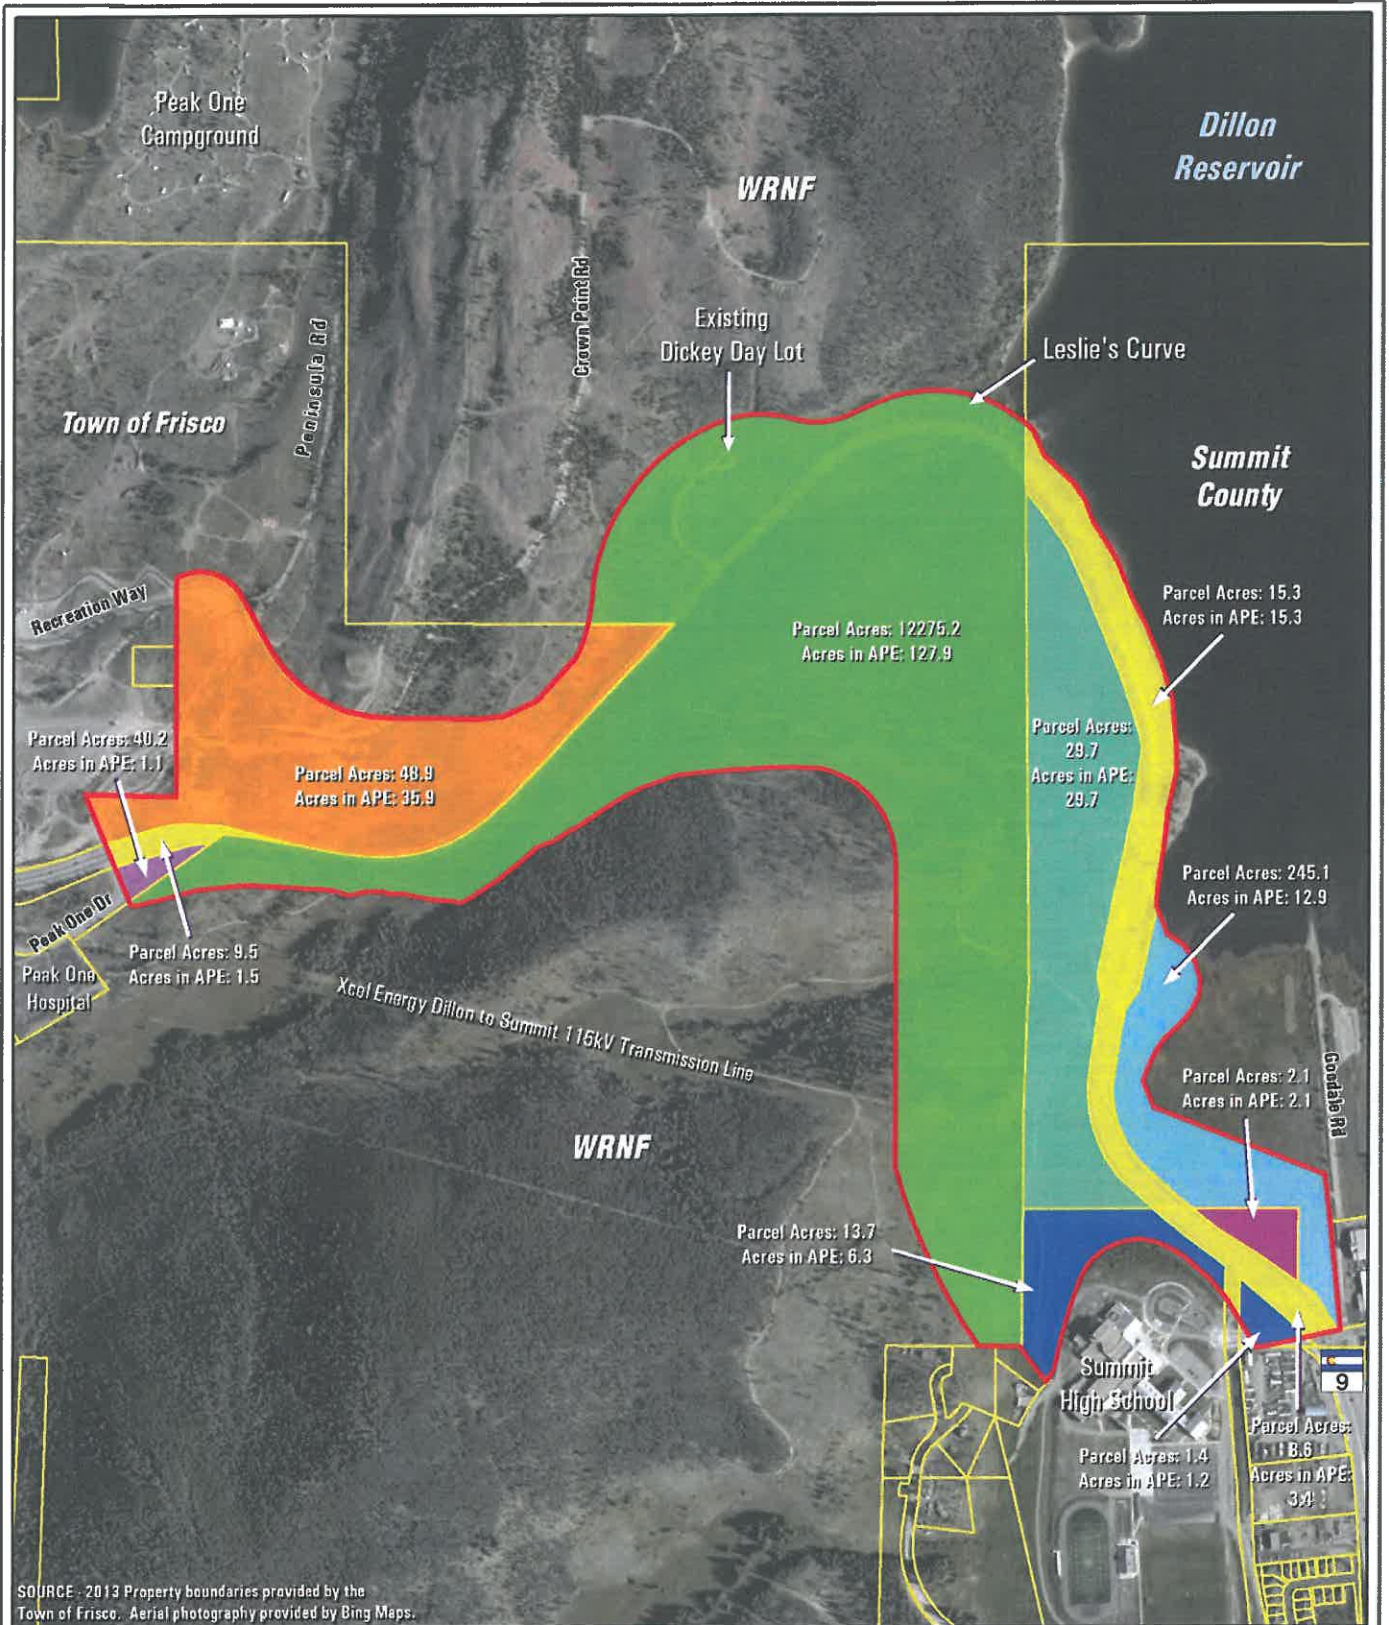 Peak One
Campground
Dillon
Reservoir
WRNF
Crown Point Rd
Peninsula Rd
Existing
Dickey Day Lot
Leslie's Curve
Town of Frisco
Summit
County
Recreation Way
Parcel Acres: 15.3
Acres in APE: 15.3
Parcel Acres: 12275.2
Acres in APE: 127.9
Parcel Acres: 40.2
Acres in APE: 1.1
Parcel Acres: 48.9
Acres in APE: 35.9
Parcel Acres:
29.7
Acres in APE:
29.7
Parcel Acres: 245.1
Acres in APE: 12.9
Peak One Dr
Parcel Acres: 9.5
Acres in APE: 1.5
Peak One
Hospital
Xcel Energy Dillon to Summit 115kV Transmission Line
Parcel Acres: 2.1
Acres in APE: 2.1
Goodale Rd
WRNF
Parcel Acres: 13.7
Acres in APE: 6.3
Summit
High School
9
Parcel Acres: 1.4
Acres in APE: 1.2
Parcel Acres:
8.6
Acres in APE:
3.4
SOURCE - 2013 Property boundaries provided by the
Town of Frisco. Aerial photography provided by Bing Maps.